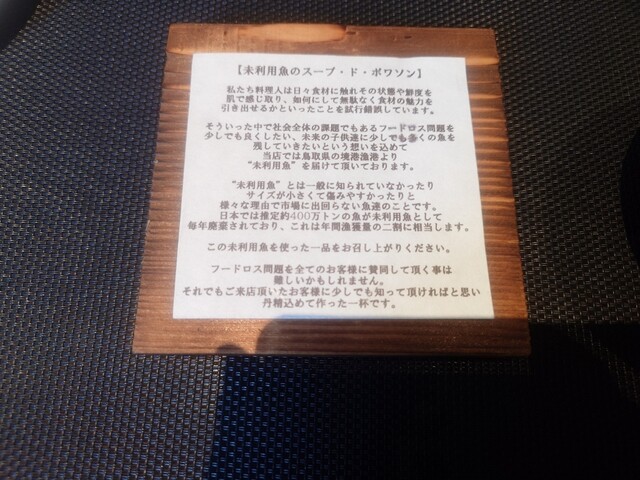 【未利用魚のスープ・ド・ポワソン】
私たち料理人は日々食材に触れその状態や鮮度を
肌で感じ取り、如何にして無駄なく食材の魅力を
引き出せるかといったことを試行錯誤しています。
そういった中で社会全体の課題でもあるフードロス問題を
少しでも良くしたい、未来の子供達に少しでも多くの魚を
残していきたいという想いを込めて
当店では鳥取県の境港漁港より
“未利用魚”を届けて頂いております。
“未利用魚”とは一般に知られていなかったり
サイズが小さくて傷みやすかったりと
様々な理由で市場に出回らない魚達のことです。
日本では推定約400万トンの魚が未利用魚として
毎年廃棄されており、これは年間漁獲量の二割に相当します。
この未利用魚を使った一品をお召し上がりください。
フードロス問題を全てのお客様に賛同して頂く事は
難しいかもしれません。
それでもご来店頂いたお客様に少しでも知って頂ければと思い
丹精込めて作った一杯です。